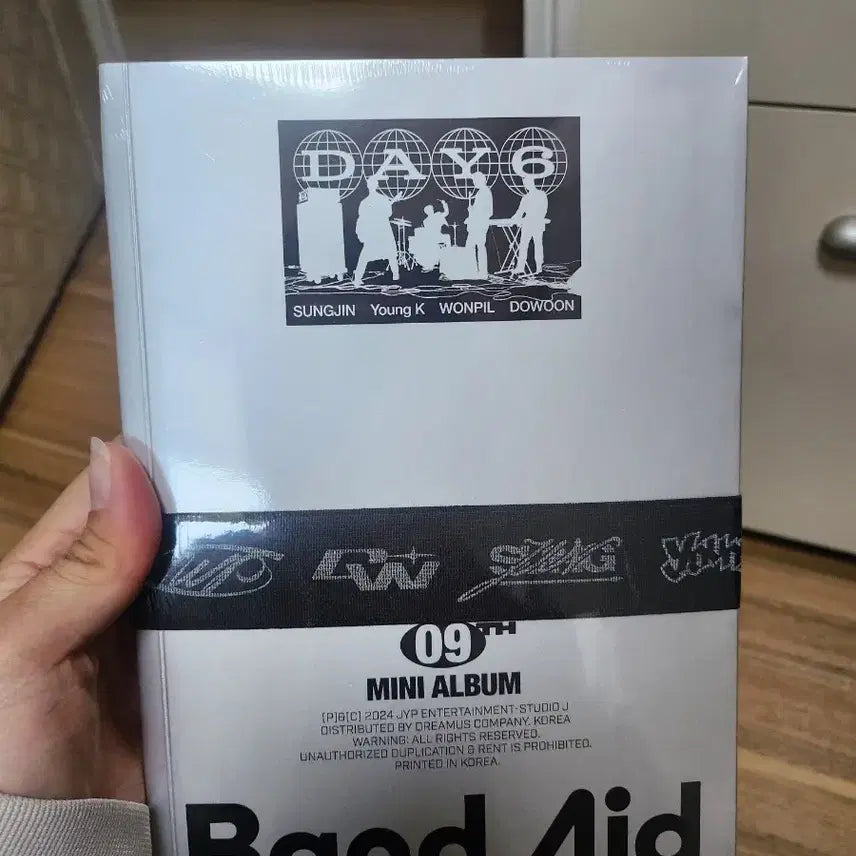 DAY6
SUNGJIN Young K WONPIL DOWOON
DW
09TH
MINI ALBUM
(P)&(C) 2024 JYP ENTERTAINMENT·STUDIO J
DISTRIBUTED BY DREAMUS COMPANY. KOREA
WARNING: ALL RIGHTS RESERVED.
UNAUTHORIZED DUPLICATION & RENT IS PROHIBITED.
PRINTED IN KOREA.
Band Aid